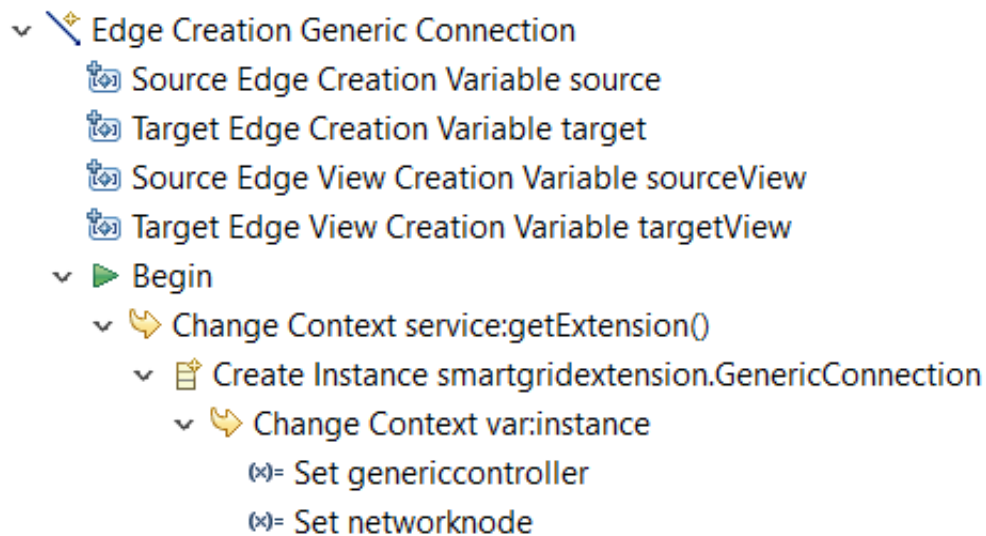 Edge Creation Generic Connection
Source Edge Creation Variable source
Target Edge Creation Variable target
Source Edge View Creation Variable sourceView
Target Edge View Creation Variable targetView
Begin
Change Context service:getExtension()
Create Instance smartgridextension.GenericConnection
Change Context var:instance
(x)= Set genericcontroller
(x)= Set networknode